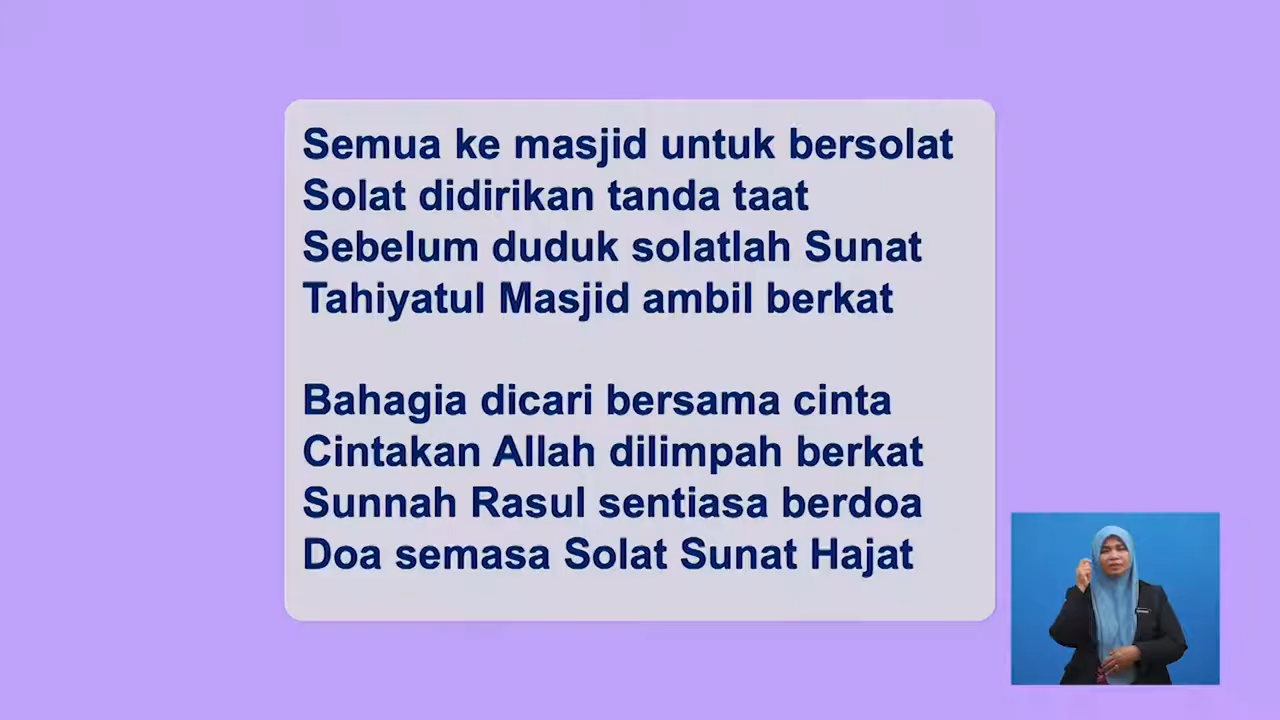 Semua ke masjid untuk bersolat
Solat didirikan tanda taat
Sebelum duduk solatlah Sunat
Tahiyatul Masjid ambil berkat
Bahagia dicari bersama cinta
Cintakan Allah dilimpah berkat
Sunnah Rasul sentiasa berdoa
Doa semasa Solat Sunat Hajat